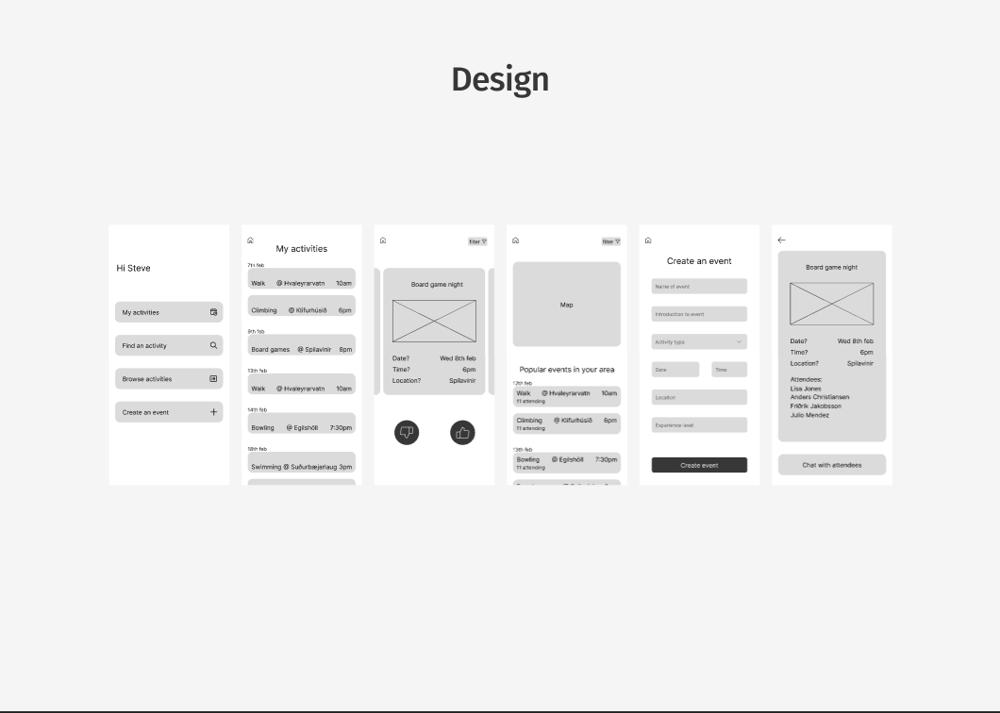 Design
Hi Steve
My activities
Find an activity
Browse activities
Create an event
My activities
7th feb
Walk @ Hvaleyrarvatn 10am
Climbing @ Klifurhúsið 6pm
9th feb
Board games @ Spilavinir 8pm
13th feb
Walk @ Hvaleyrarvatn 10am
14th feb
Bowling @ Egilshöll 7:30pm
18th feb
Swimming @ Suðurbæjarlaug 3pm
filter
Board game night
Date? Wed 8th feb
Time? 6pm
Location? Spilavinir
filter
Map
Popular events in your area
12th feb
Walk @ Hvaleyrarvatn 10am
11 attending
Climbing @ Klifurhúsið 6pm
11 attending
13th feb
Bowling @ Egilshöll 7:30pm
11 attending
Create an event
Name of event
Introduction to event
Activity type
Date Time
Location
Experience level
Create event
Board game night
Date? Wed 8th feb
Time? 6pm
Location? Spilavinir
Attendees:
Lisa Jones
Anders Christiansen
Friðrik Jakobsson
Julio Mendez
Chat with attendees